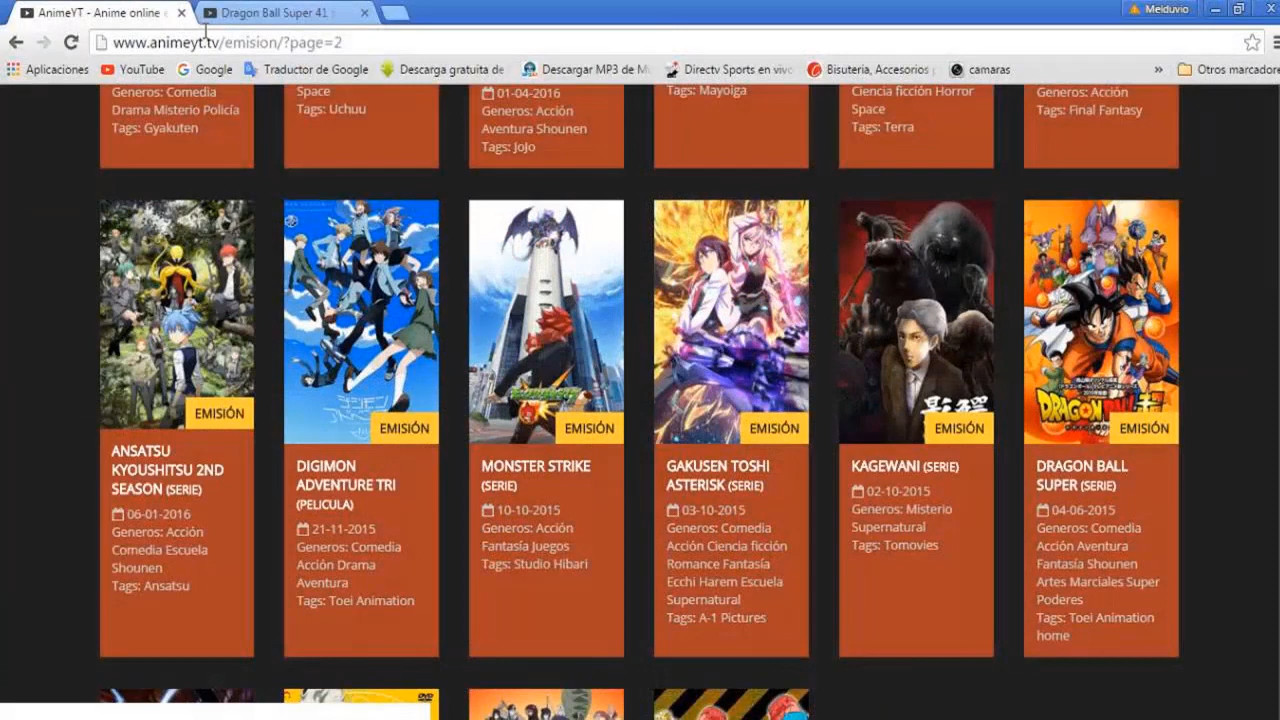 AnimeYT - Anime online
Dragon Ball Super 41
Meiduvio
www.animeyt.tv/emision/?page=2
Aplicaciones
YouTube
Google
Traductor de Google
Descarga gratuita de
Descargar MP3 de M
Directv Sports en vivo
Bisuteria, Accesorios
camaras
»
Otros marcadores
Generos: Comedia
Drama Misterio Policía
Tags: Gyakuten
Space
Tags: Uchuu
01-04-2016
Generos: Acción
Aventura Shounen
Tags: JoJo
Tags: Mayoiga
Ciencia ficción Horror
Space
Tags: Terra
Generos: Acción
Tags: Final Fantasy
EMISIÓN
ANSATSU
KYOUSHITSU 2ND
SEASON (SERIE)
06-01-2016
Generos: Acción
Comedia Escuela
Shounen
Tags: Ansatsu
EMISIÓN
DIGIMON
ADVENTURE TRI
(PELICULA)
21-11-2015
Generos: Comedia
Acción Drama
Aventura
Tags: Toei Animation
EMISIÓN
MONSTER STRIKE
(SERIE)
10-10-2015
Generos: Acción
Fantasía Juegos
Tags: Studio Hibari
EMISIÓN
GAKUSEN TOSHI
ASTERISK (SERIE)
03-10-2015
Generos: Comedia
Acción Ciencia ficción
Romance Fantasía
Ecchi Harem Escuela
Supernatural
Tags: A-1 Pictures
影鰐
EMISIÓN
KAGEWANI (SERIE)
02-10-2015
Generos: Misterio
Supernatural
Tags: Tomovies
DRAGON BALL
EMISIÓN
DRAGON BALL
SUPER (SERIE)
04-06-2015
Generos: Comedia
Acción Aventura
Fantasía Shounen
Artes Marciales Super
Poderes
Tags: Toei Animation
home
DVD